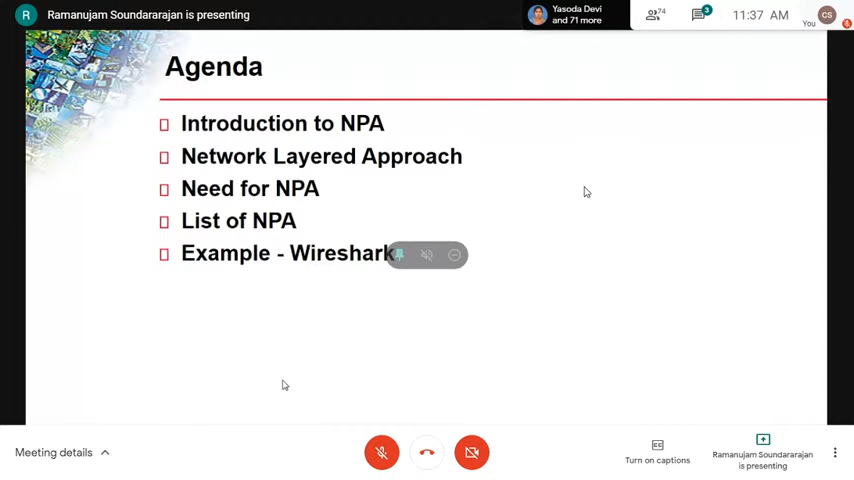 R Ramanujam Soundararajan is presenting
Yasoda Devi
and 71 more
74
3
11:37 AM
CS
You
Agenda
Introduction to NPA
Network Layered Approach
Need for NPA
List of NPA
Example - Wireshark
Meeting details
CC
Turn on captions
Ramanujam Soundararajan
is presenting